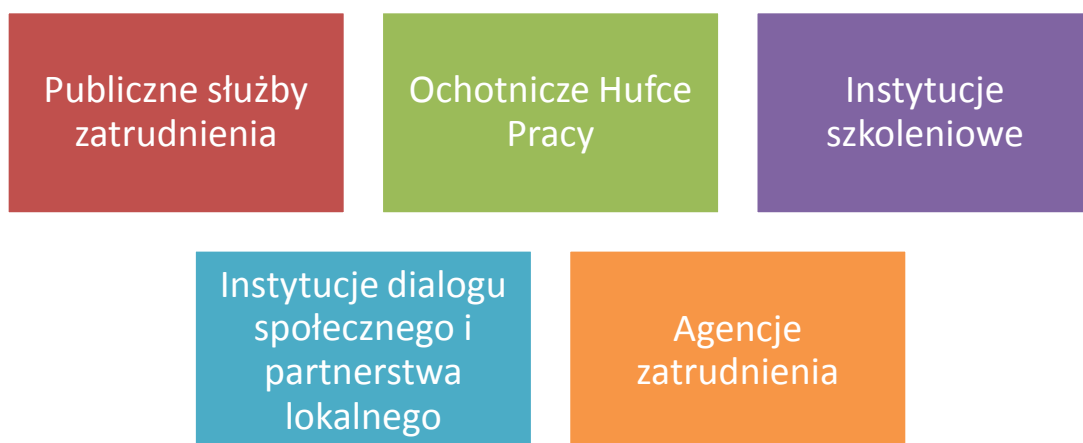 Publiczne służby
zatrudnienia
Ochotnicze Hufce
Pracy
Instytucje
szkoleniowe
Instytucje dialogu
społecznego i
partnerstwa
lokalnego
Agencje
zatrudnienia